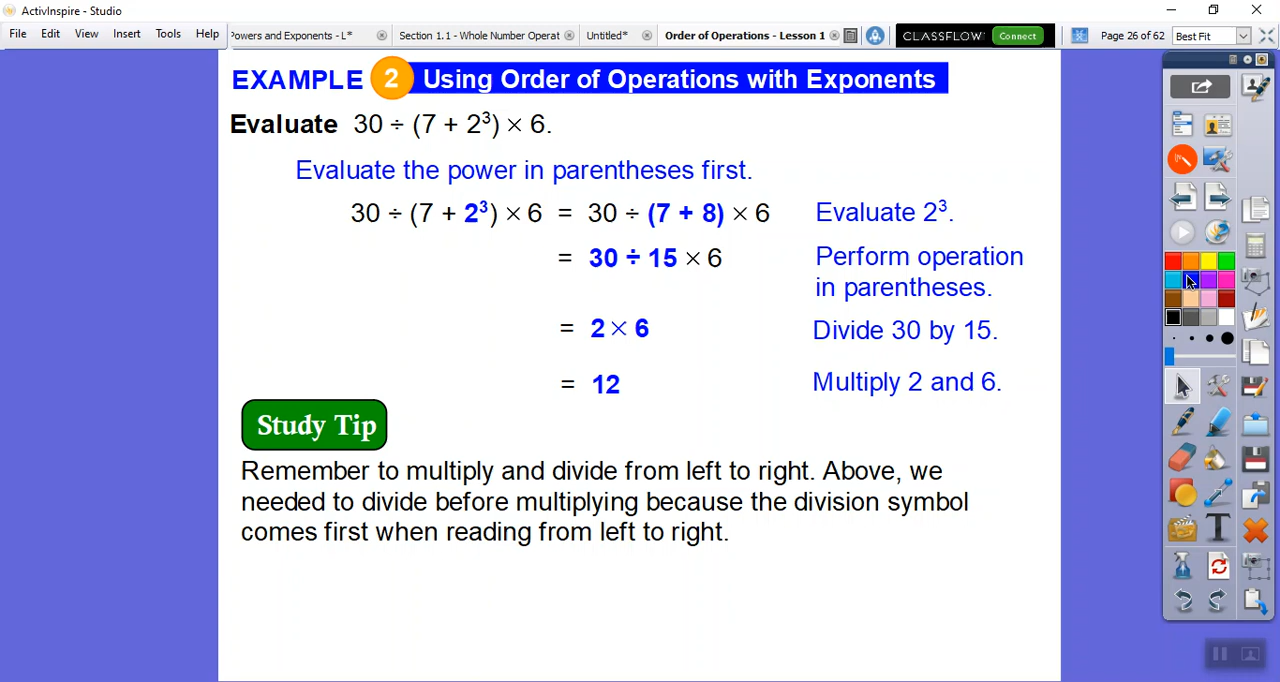 ActivInspire - Studio
File Edit View Insert Tools Help Powers and Exponents - L* Section 1.1 - Whole Number Operat Untitled* Order of Operations - Lesson 1 CLASSFLOW Connect Page 26 of 62 Best Fit
EXAMPLE 2 Using Order of Operations with Exponents
Evaluate 30 ÷ (7 + 2³) × 6.
Evaluate the power in parentheses first.
30 ÷ (7 + 2³) × 6 = 30 ÷ (7 + 8) × 6 Evaluate 2³.
= 30 ÷ 15 × 6 Perform operation
in parentheses.
= 2 × 6 Divide 30 by 15.
= 12 Multiply 2 and 6.
Study Tip
Remember to multiply and divide from left to right. Above, we
needed to divide before multiplying because the division symbol
comes first when reading from left to right.